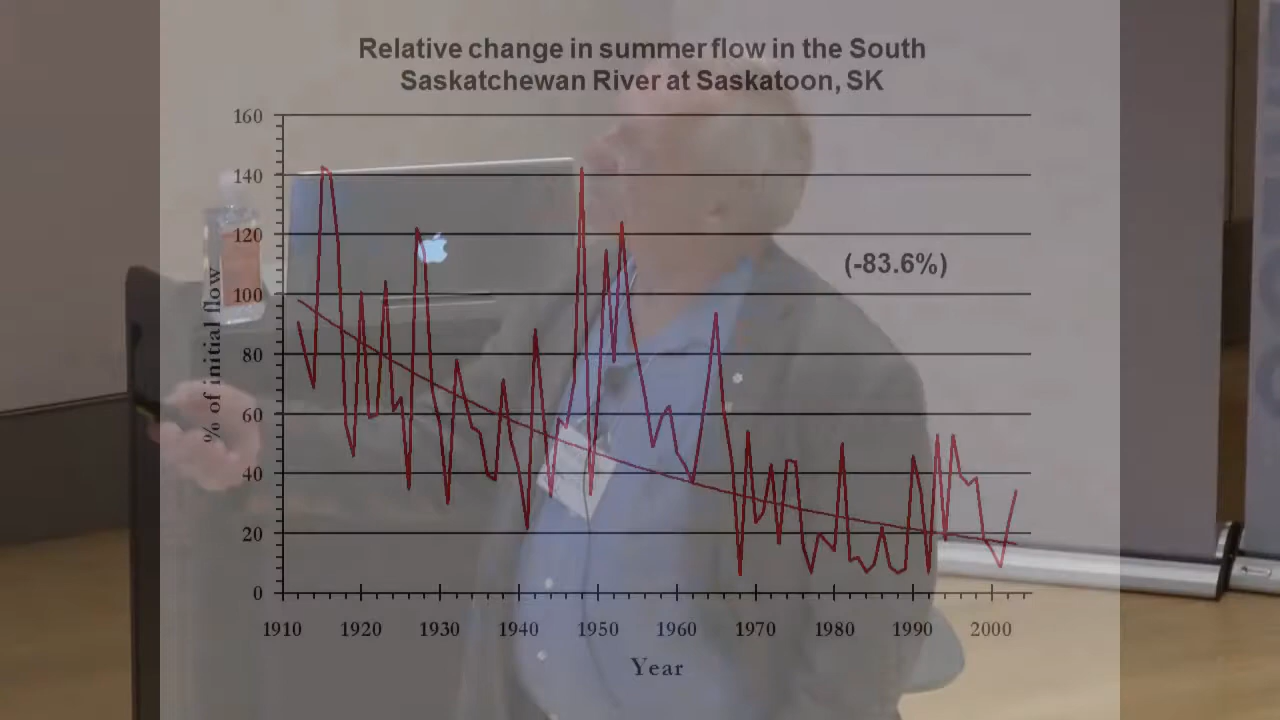 Relative change in summer flow in the South
Saskatchewan River at Saskatoon, SK
160
140
120
100
80
60
40
20
0
% of initial flow
(-83.6%)
1910 1920 1930 1940 1950 1960 1970 1980 1990 2000
Year